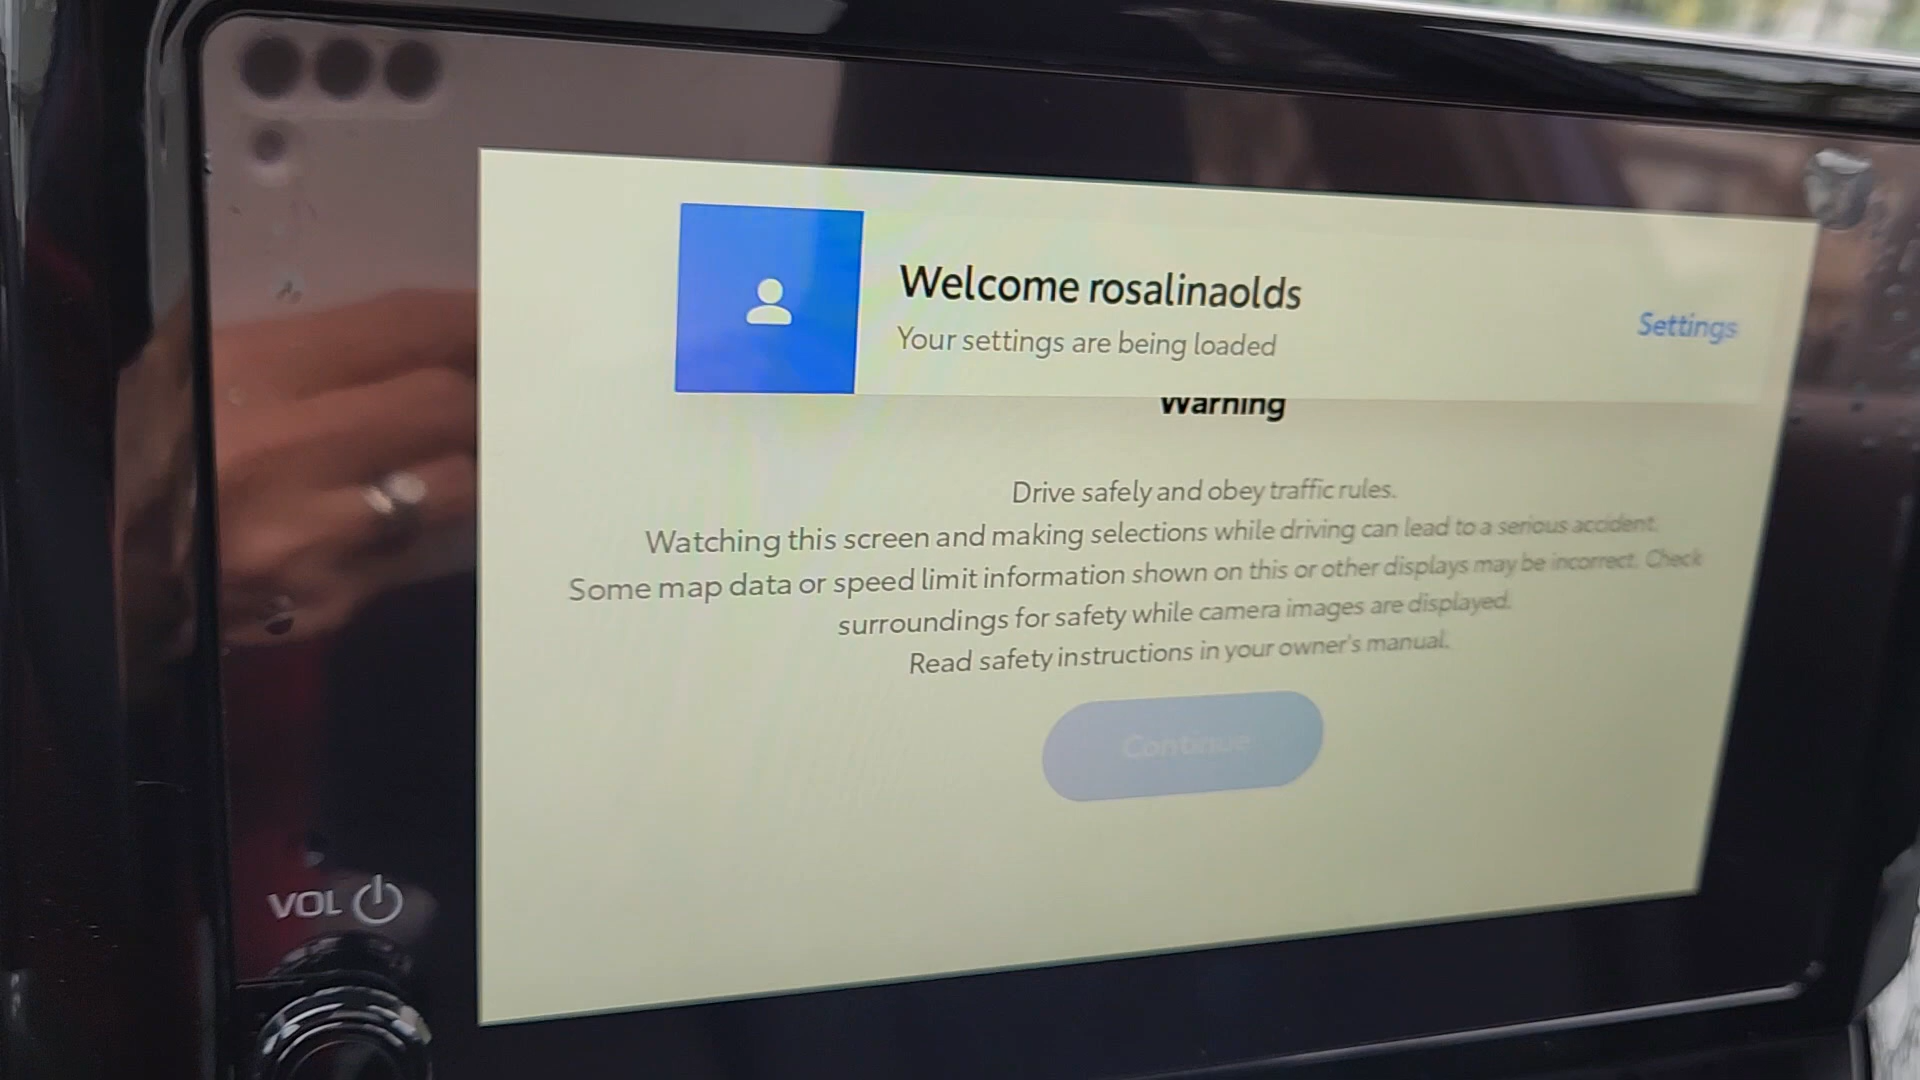 Welcome rosalinaolds
Your settings are being loaded
Settings
Warning
Drive safely and obey traffic rules.
Watching this screen and making selections while driving can lead to a serious accident.
Some map data or speed limit information shown on this or other displays may be incorrect. Check
surroundings for safety while camera images are displayed.
Read safety instructions in your owner's manual.
Continue
VOL